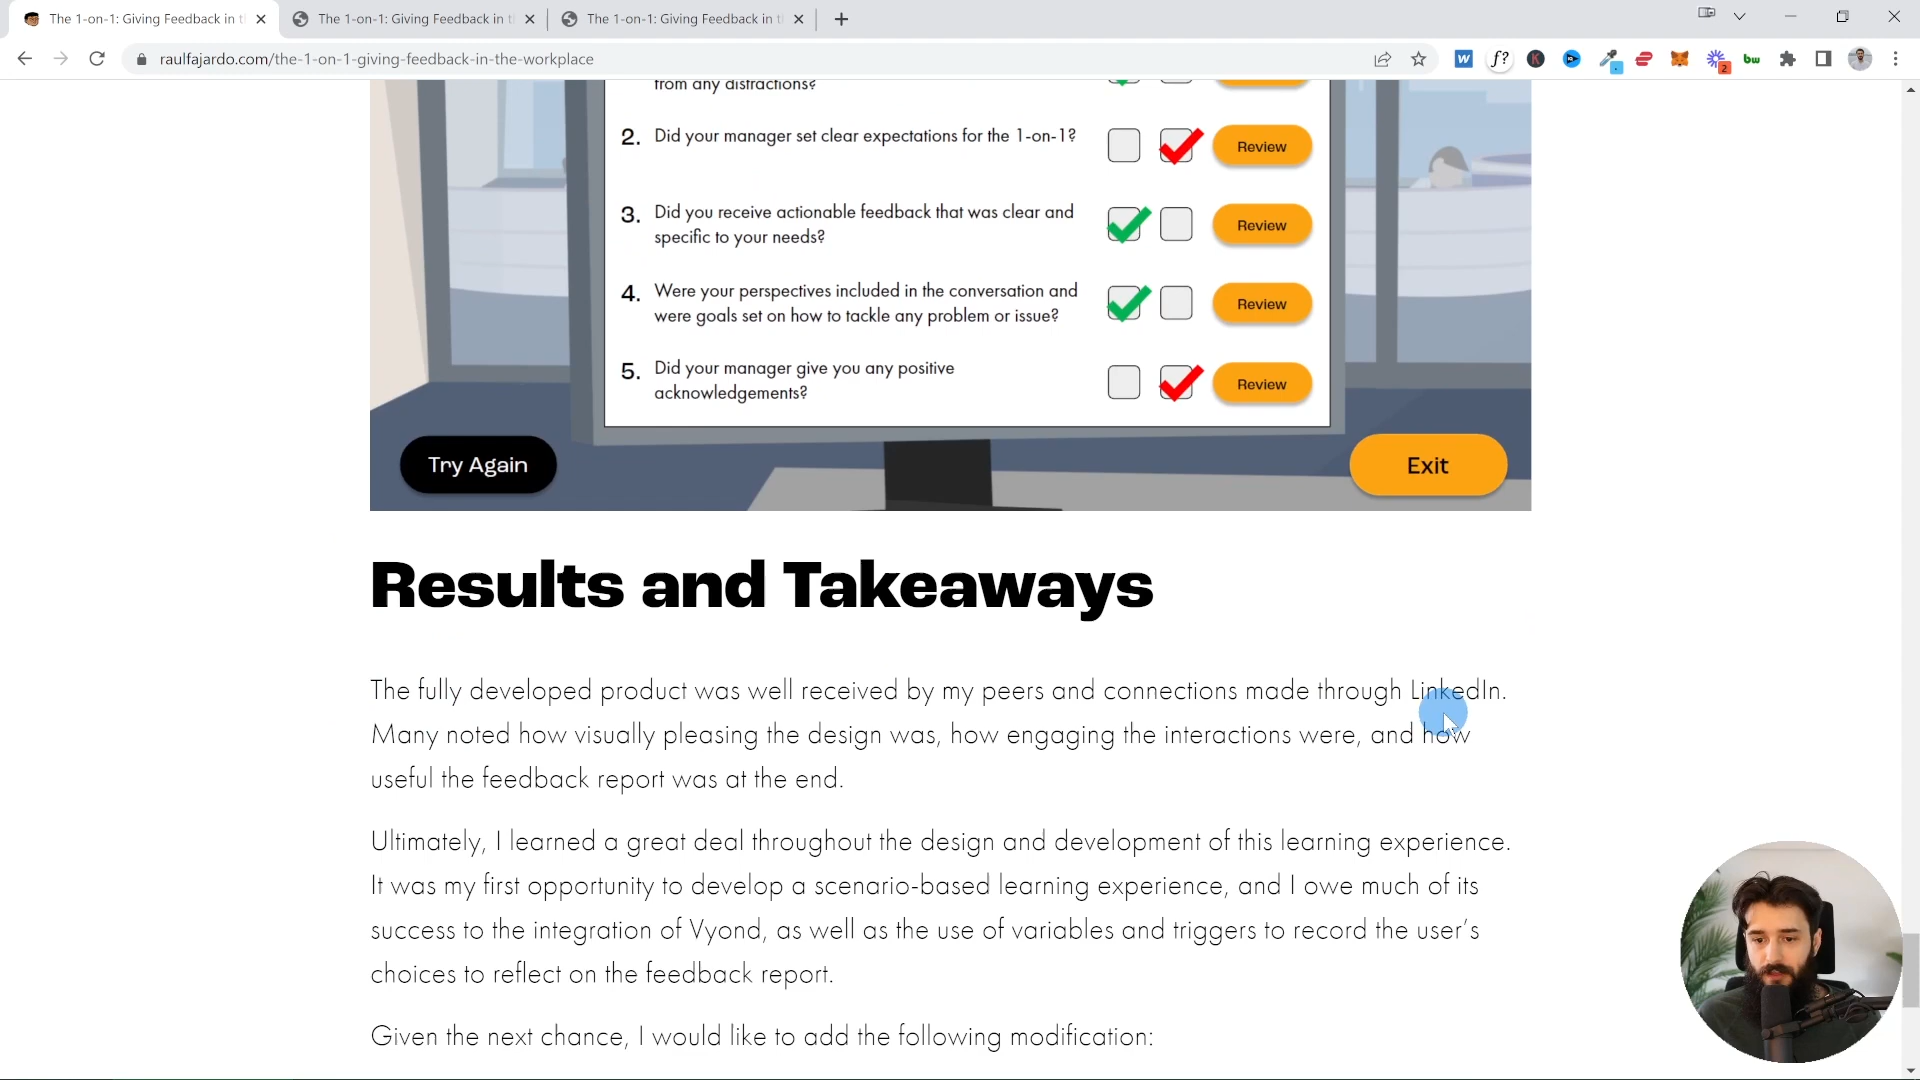 The 1-on-1: Giving Feedback in t
The 1-on-1: Giving Feedback in t
The 1-on-1: Giving Feedback in t
raulfajardo.com/the-1-on-1-giving-feedback-in-the-workplace
W
f?
K
2
bw
from any distractions?
2. Did your manager set clear expectations for the 1-on-1? Review
3. Did you receive actionable feedback that was clear and
specific to your needs?
Review
4. Were your perspectives included in the conversation and
were goals set on how to tackle any problem or issue?
Review
5. Did your manager give you any positive
acknowledgements?
Review
Try Again
Exit
Results and Takeaways
The fully developed product was well received by my peers and connections made through LinkedIn.
Many noted how visually pleasing the design was, how engaging the interactions were, and how
useful the feedback report was at the end.
Ultimately, I learned a great deal throughout the design and development of this learning experience.
It was my first opportunity to develop a scenario-based learning experience, and I owe much of its
success to the integration of Vyond, as well as the use of variables and triggers to record the user's
choices to reflect on the feedback report.
Given the next chance, I would like to add the following modification: